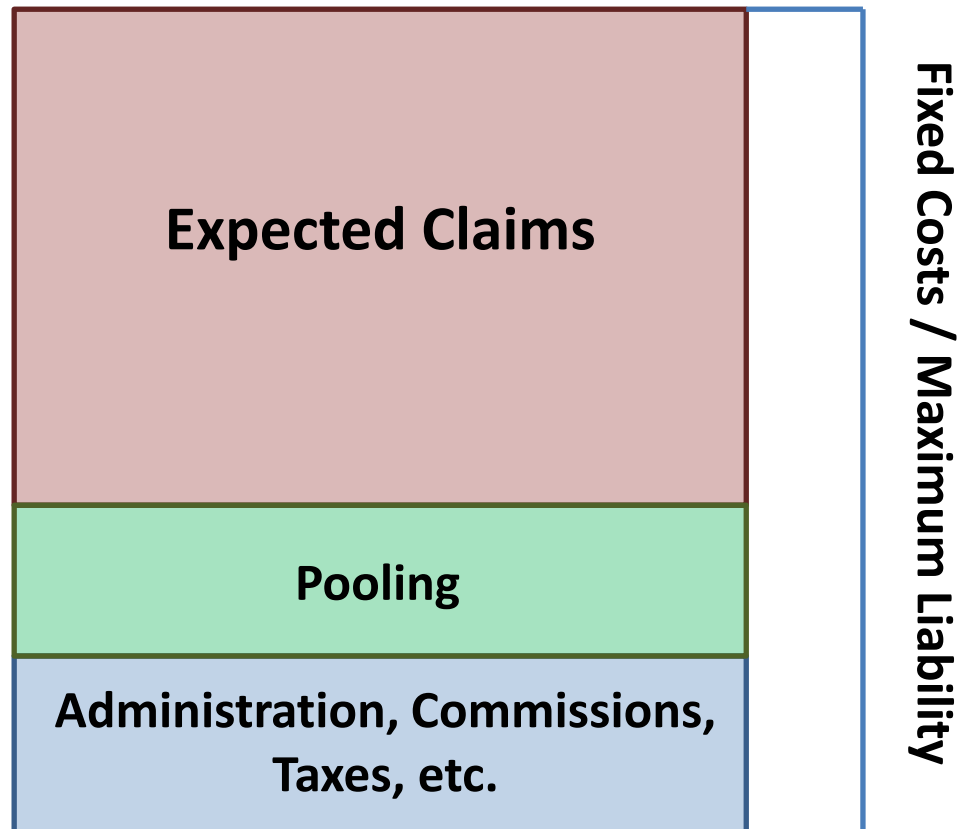 Expected Claims
Pooling
Administration, Commissions,
Taxes, etc.
Fixed Costs / Maximum Liability